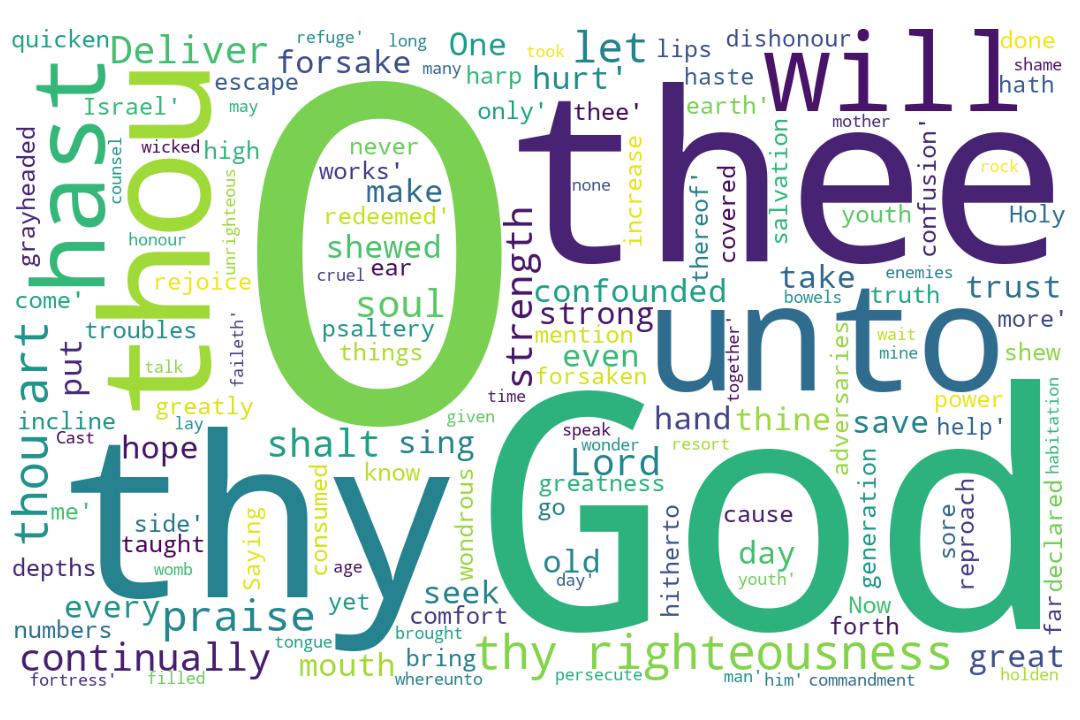 quicken
Deliver
refuge'
long
One
took
let
dishonour
done
forsake
many
harp
hurt'
lips
haste
will
shame
hath
escape
Israel'
may
only'
thee'
earth'
hast
thou
O
thee
mother
grayheaded
counsel
wicked
high
never
works'
make
none
increase
thereof'
covered
salvation
youth
confusion'
rock
Holy
redeemed'
unrighteous
honour
shewed
cruel
ear
rejoice
soul
strength
confounded
take
bowels
enemies
truth
trust
come'
troubles
psaltery
things
strong
mention
even
forsaken
unto
together'
adversaries
wait
mine
more'
shew
thou art
put
talk
faileth'
greatly
time
power
incline
lay
given
hand
thine
save
help'
Cast
hope
shalt
sing
speak
wonder
resort
habitation
thy
God
know
Lord
greatness
go
me'
side'
taught
Saying
consumed
wondrous
hitherto
cause
generation
sore
reproach
declared
depths
womb
age
old
day'
day
youth'
every
praise
yet
seek
comfort
Now
forth
far
numbers
tongue
brought
continually
mouth
bring
thy righteousness
great
fortress'
filled
whereunto
persecute
man'
him'
commandment
holden